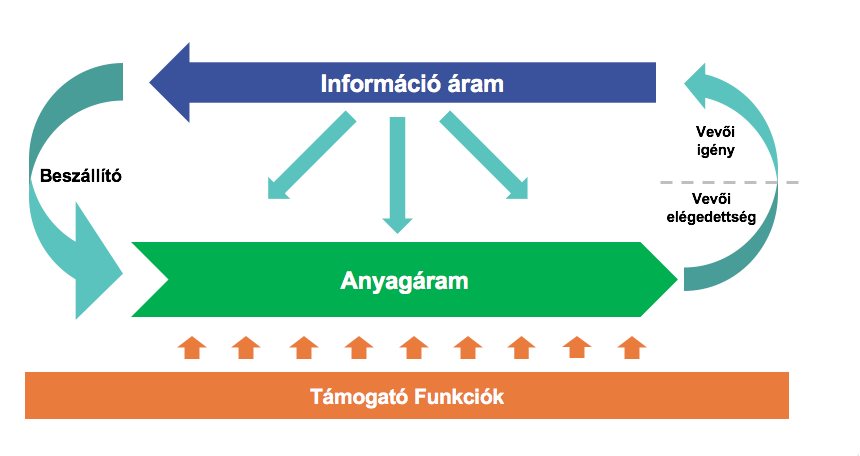 Információ áram
Vevői
igény
Beszállító
Vevői
elégedettség
Anyagáram
Támogató Funkciók